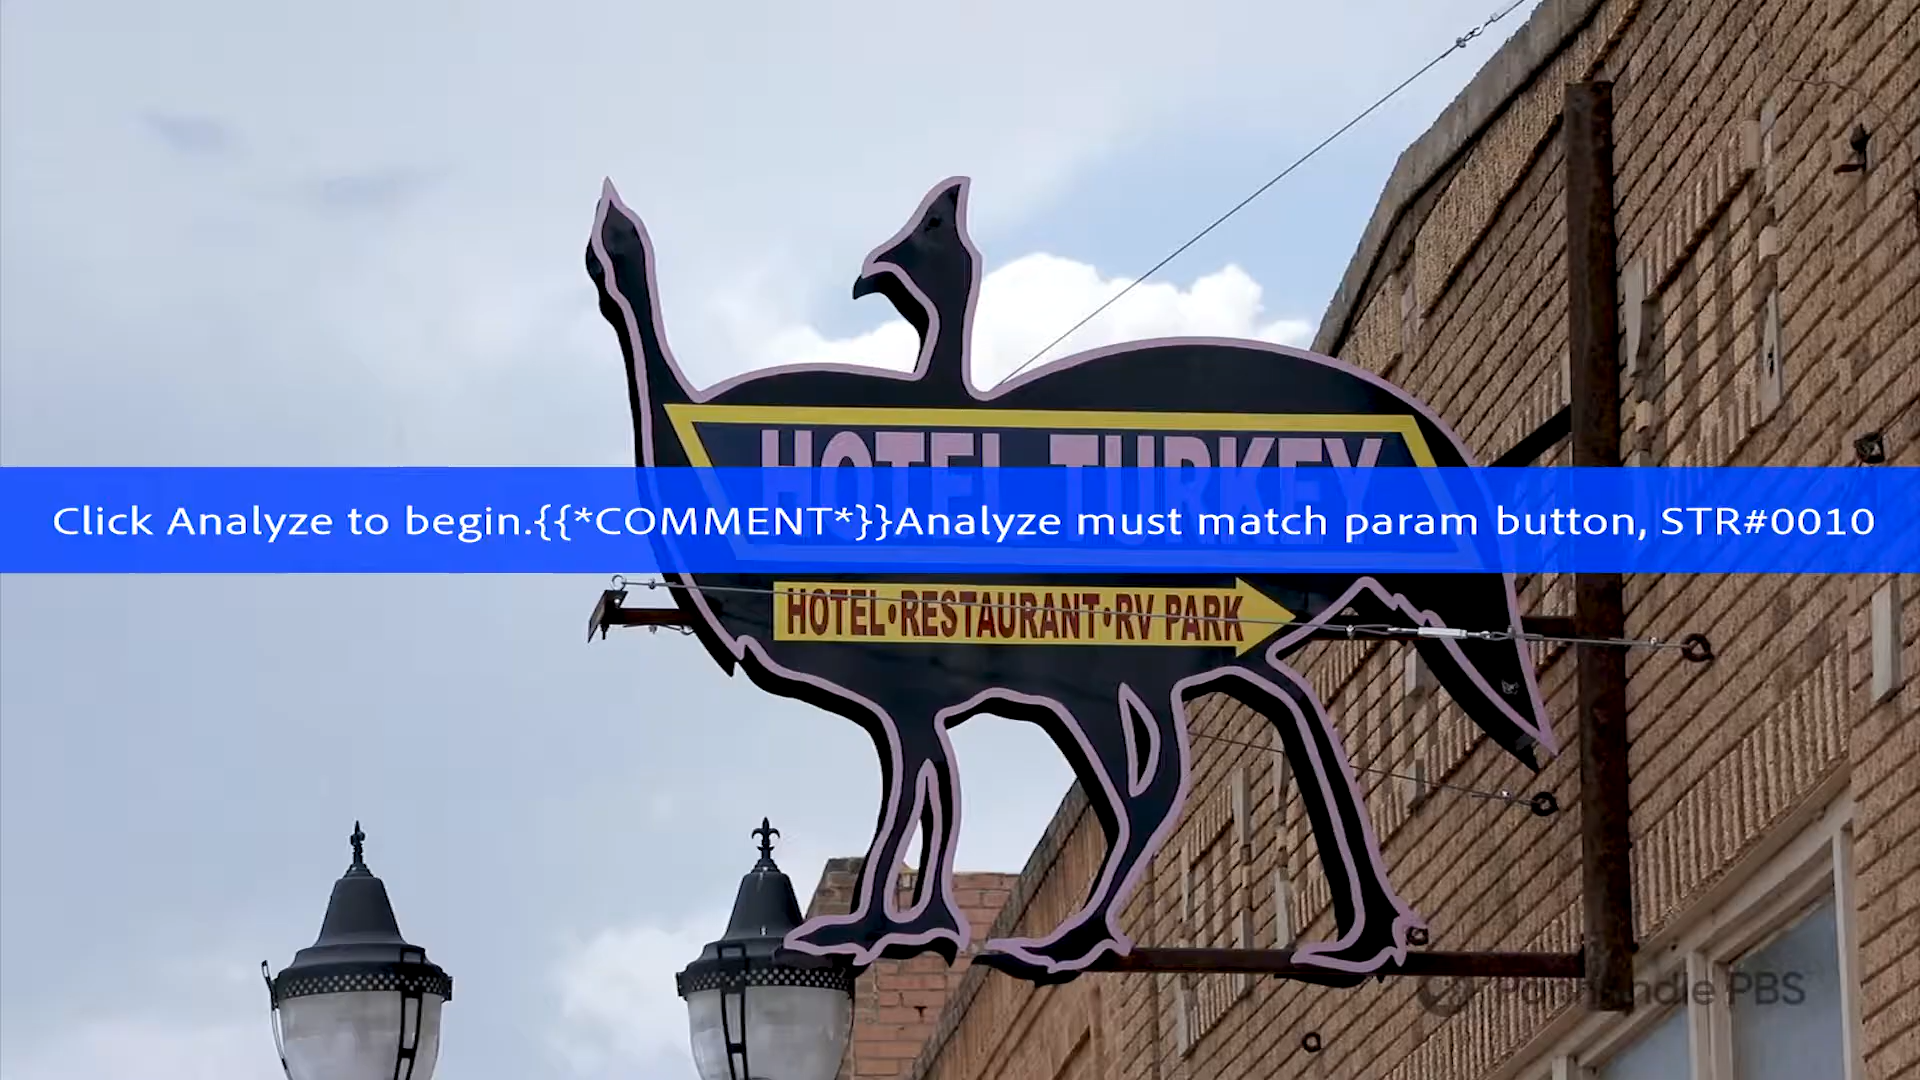 HOTEL TURKEY
Click Analyze to begin.{{*COMMENT*}}Analyze must match param button, STR#0010
HOTEL•RESTAURANT•RV PARK
Panhandle PBS